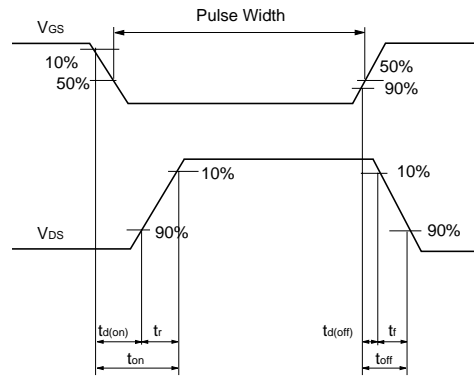 Pulse Width
VGS
10%
50%
50%
90%
10%
10%
VDS
90%
90%
td(on) tr td(off) tf
ton toff